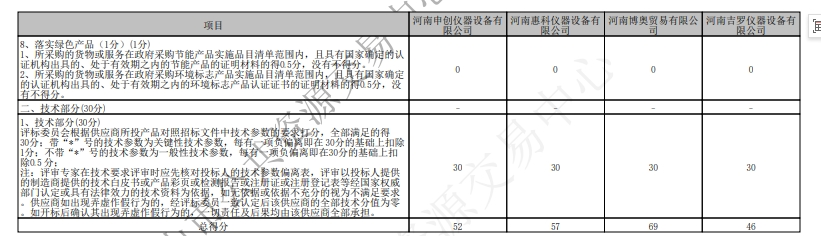 项目 河南申创仪器设备有限公司 河南惠科仪器设备有限公司 河南博奥贸易有限公司 河南吉罗仪器设备有限公司
8、落实绿色产品（1分）(1分)
1、所采购的货物或服务在政府采购节能产品实施品目清单范围内，且具有国家确定的认
证机构出具的、处于有效期之内的节能产品的证明材料的得0.5分，没有不得分。
2、所采购的货物或服务在政府采购环境标志产品实施品目清单范围内，且具有国家确定
的认证机构出具的、处于有效期之内的环境标志产品认证证书的证明材料的得0.5分，没
有不得分。
0 0 0 0
二、技术部分(30分) - - - -
1、技术部分(30分)
评标委员会根据供应商所投产品对照招标文件中技术参数的要求打分，全部满足的得
30分；带“*”号的技术参数为关键性技术参数，每有一项负偏离即在30分的基础上扣除
1分；不带“*”号的技术参数为一般性技术参数，每有一项负偏离即在30分的基础上扣
除0.5分；
注：评审专家在技术要求评审时应先核对投标人的技术参数偏离表，评审以投标人提供
的制造商提供的技术白皮书或产品彩页或检测报告或注册证或注册登记表等经国家权威
部门认定或具有法律效力的技术资料为依据，如无依据或依据不充分的视为不满足要求
。供应商如出现弄虚作假行为的，经评标委员一致认定后该供应商的全部技术分值为零
。如开标后确认其出现弄虚作假行为的，一切责任及后果均由该供应商全部承担。
30 30 30 30
总得分 52 57 69 46